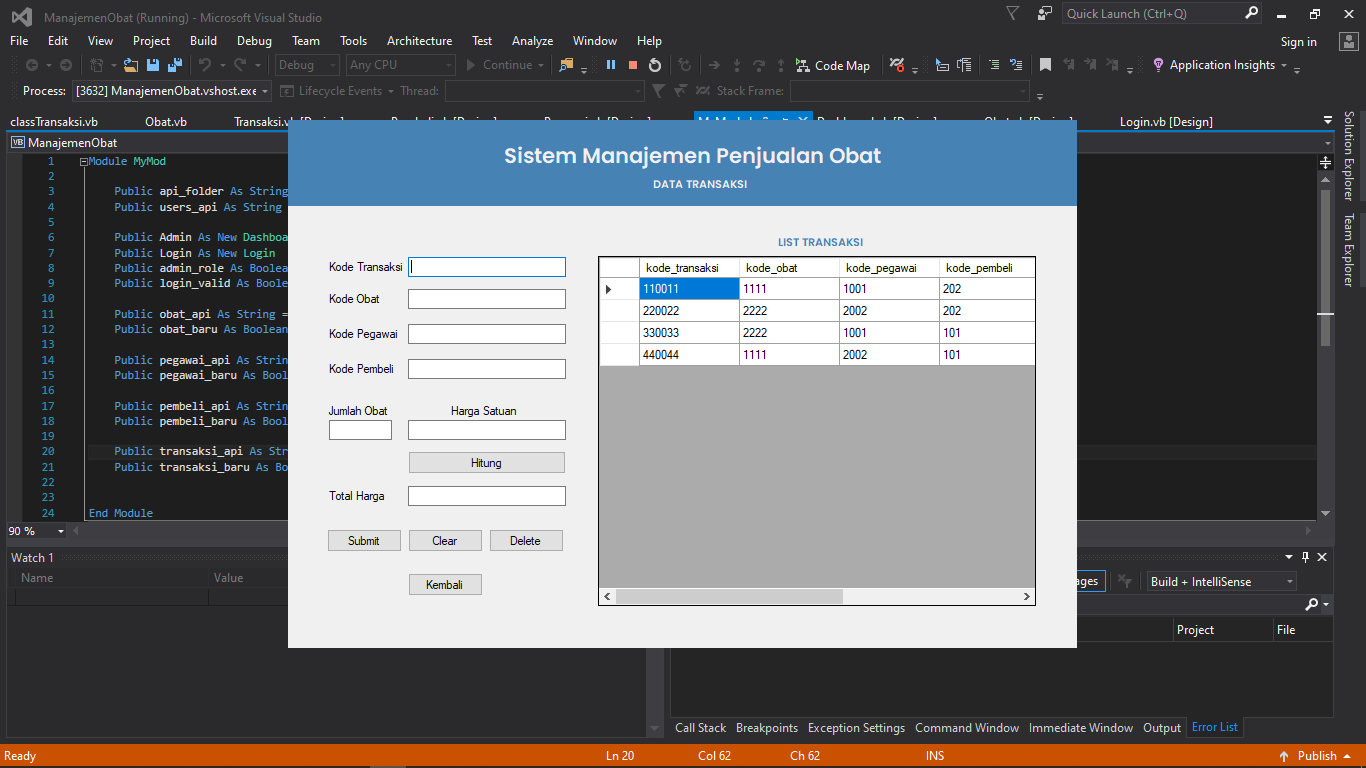 ManajemenObat (Running) - Microsoft Visual Studio
Quick Launch (Ctrl+Q)
File Edit View Project Build Debug Team Tools Architecture Test Analyze Window Help
Sign in
Debug Any CPU Continue Code Map Application Insights
Process: [3632] ManajemenObat.vshost.exe Lifecycle Events Thread: Stack Frame:
classTransaksi.vb Obat.vb Login.vb [Design]
VB ManajemenObat
1 Module MyMod
2
3 Public api_folder As String
4 Public users_api As String
5
6 Public Admin As New Dashboa
7 Public Login As New Login
8 Public admin_role As Boolea
9 Public login_valid As Boole
10
11 Public obat_api As String =
12 Public obat_baru As Boolean
13
14 Public pegawai_api As Strin
15 Public pegawai_baru As Bool
16
17 Public pembeli_api As Strin
18 Public pembeli_baru As Bool
19
20 Public transaksi_api As Str
21 Public transaksi_baru As Bo
22
23
24 End Module
90 %
Sistem Manajemen Penjualan Obat
DATA TRANSAKSI
Kode Transaksi
Kode Obat
Kode Pegawai
Kode Pembeli
Jumlah Obat Harga Satuan
Hitung
Total Harga
Submit Clear Delete
Kembali
LIST TRANSAKSI
kode_transaksi kode_obat kode_pegawai kode_pembeli
110011 1111 1001 202
220022 2222 2002 202
330033 2222 1001 101
440044 1111 2002 101
Solution Explorer
Team Explorer
Watch 1
Name Value
ages Build + IntelliSense
Project File
Call Stack Breakpoints Exception Settings Command Window Immediate Window Output Error List
Ready Ln 20 Col 62 Ch 62 INS Publish